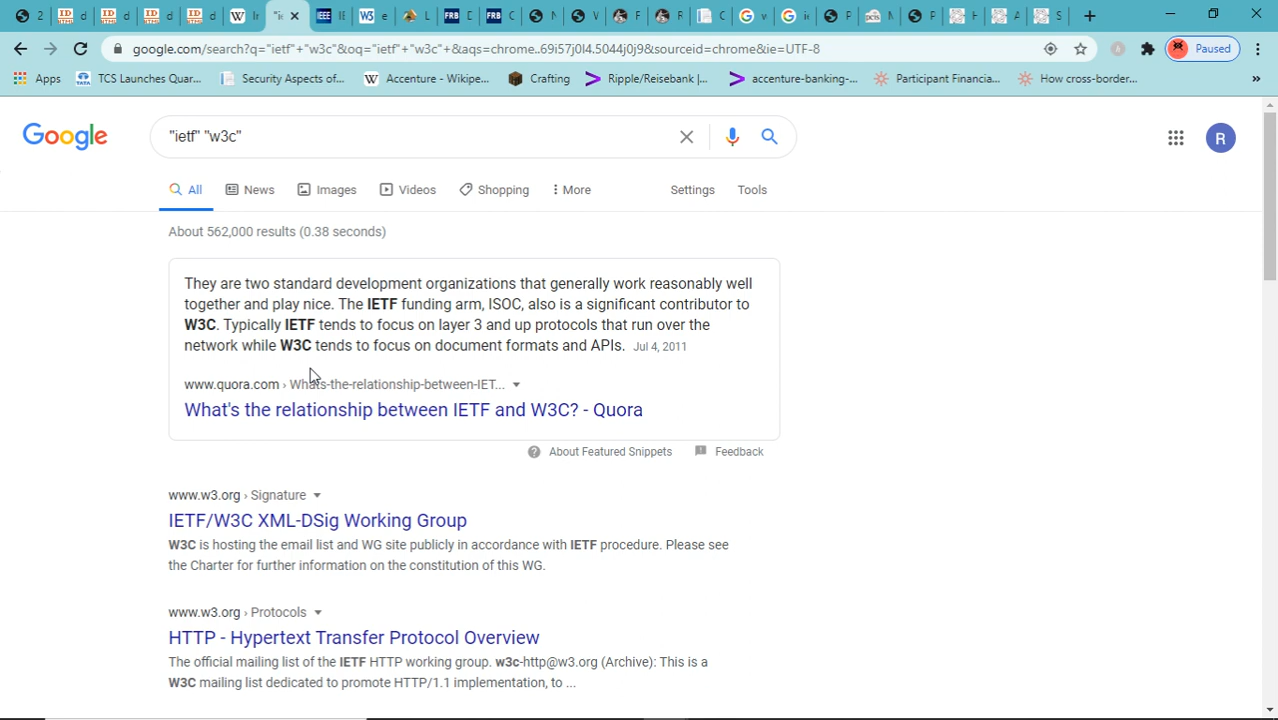 2
d
d
d
d
W Ir
"i
IEEE IE
W3 e
L
FRB D
FRB C
N
V
F
R
C
G v
G i
P
pcis M
P
H
A
S
google.com/search?q="ietf"+"w3c"&oq="ietf"+"w3c"+&aqs=chrome..69i57j0l4.5044j0j9&sourceid=chrome&ie=UTF-8
Paused
Apps
TCS Launches Quar...
Security Aspects of...
W Accenture - Wikipe...
Crafting
Ripple/Reisebank |...
accenture-banking-...
Participant Financia...
How cross-border...
»
Google
"ietf" "w3c"
R
All
News
Images
Videos
Shopping
More
Settings
Tools
About 562,000 results (0.38 seconds)
They are two standard development organizations that generally work reasonably well
together and play nice. The IETF funding arm, ISOC, also is a significant contributor to
W3C. Typically IETF tends to focus on layer 3 and up protocols that run over the
network while W3C tends to focus on document formats and APIs. Jul 4, 2011
www.quora.com › Whats-the-relationship-between-IET...
What's the relationship between IETF and W3C? - Quora
About Featured Snippets
Feedback
www.w3.org › Signature
IETF/W3C XML-DSig Working Group
W3C is hosting the email list and WG site publicly in accordance with IETF procedure. Please see
the Charter for further information on the constitution of this WG.
www.w3.org › Protocols
HTTP - Hypertext Transfer Protocol Overview
The official mailing list of the IETF HTTP working group. w3c-http@w3.org (Archive): This is a
W3C mailing list dedicated to promote HTTP/1.1 implementation, to ...